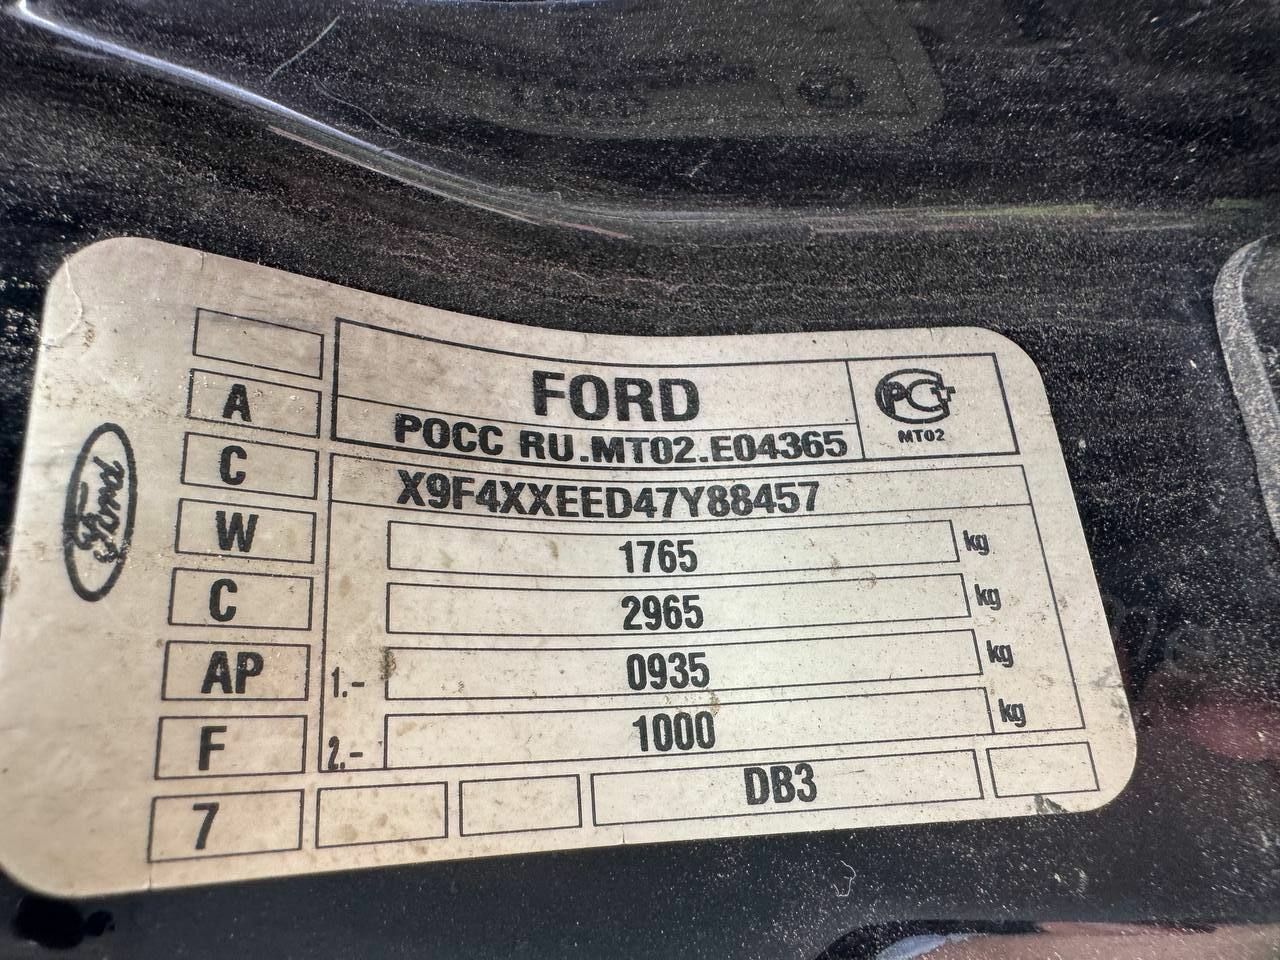 FORD
POCC RU.MT02.E04365
MT02
X9F4XXEED47Y88457
1765 kg
2965 kg
1.- 0935 kg
2.- 1000 kg
DB3
A
C
W
C
AP
F
7
Ford